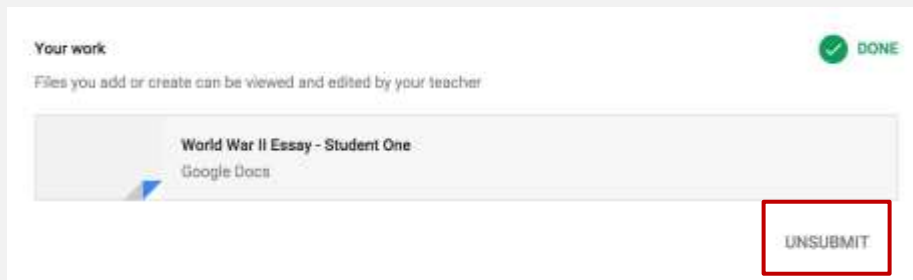 Your work
DONE
Files you add or create can be viewed and edited by your teacher
World War II Essay - Student One
Google Docs
UNSUBMIT